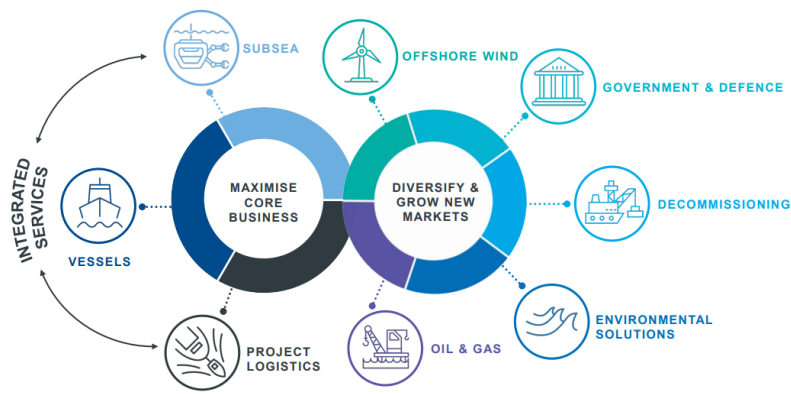 INTEGRATED
SERVICES
SUBSEA
VESSELS
PROJECT
LOGISTICS
MAXIMISE
CORE
BUSINESS
DIVERSIFY &
GROW NEW
MARKETS
OFFSHORE WIND
GOVERNMENT & DEFENCE
DECOMMISSIONING
ENVIRONMENTAL
SOLUTIONS
OIL & GAS